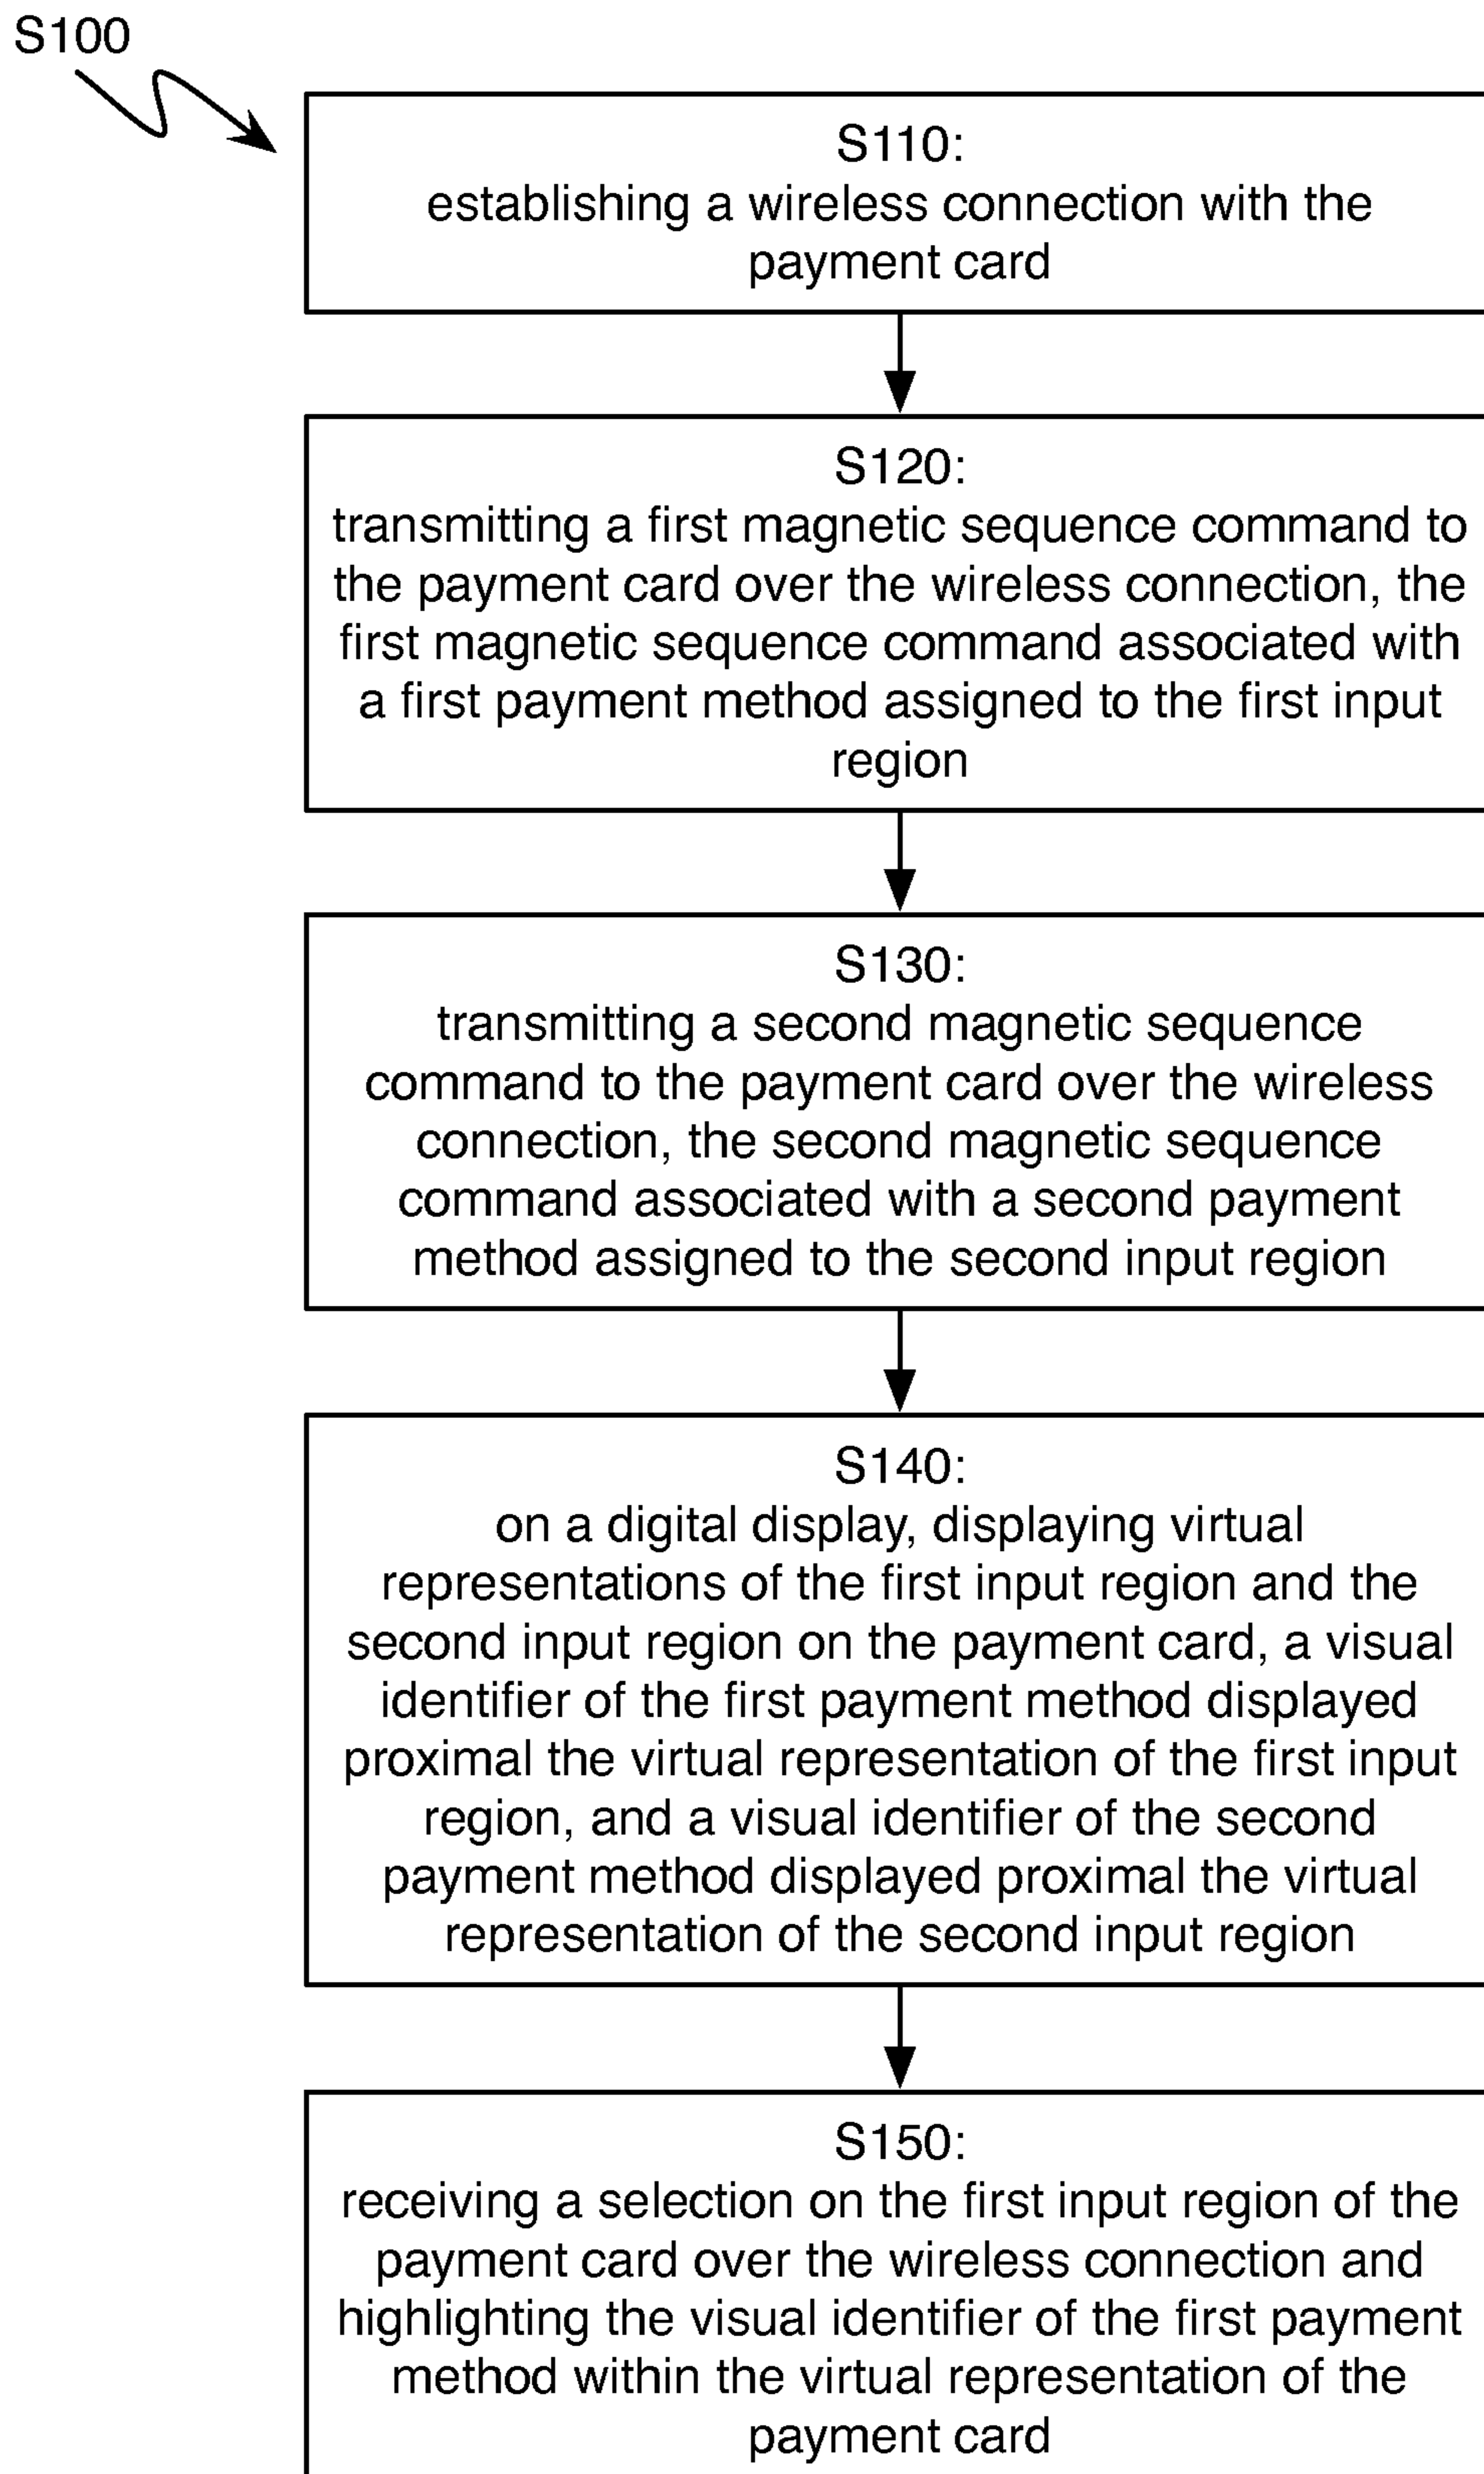 S100
S110:
establishing a wireless connection with the
payment card
S120:
transmitting a first magnetic sequence command to
the payment card over the wireless connection, the
first magnetic sequence command associated with
a first payment method assigned to the first input
region
S130:
transmitting a second magnetic sequence
command to the payment card over the wireless
connection, the second magnetic sequence
command associated with a second payment
method assigned to the second input region
S140:
on a digital display, displaying virtual
representations of the first input region and the
second input region on the payment card, a visual
identifier of the first payment method displayed
proximal the virtual representation of the first input
region, and a visual identifier of the second
payment method displayed proximal the virtual
representation of the second input region
S150:
receiving a selection on the first input region of the
payment card over the wireless connection and
highlighting the visual identifier of the first payment
method within the virtual representation of the
payment card